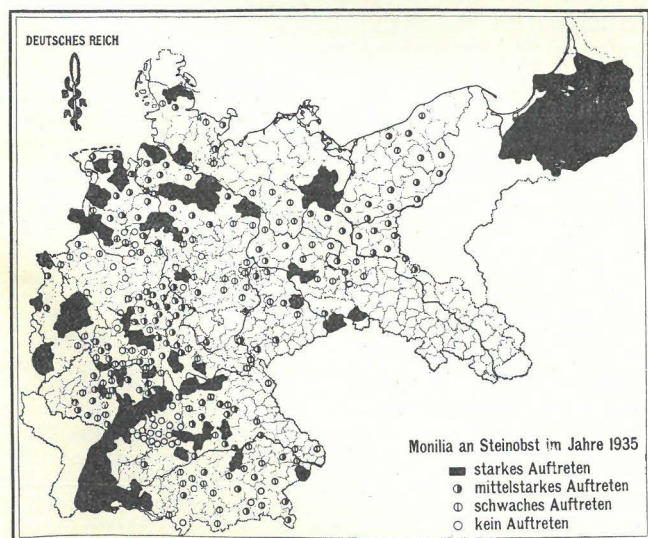 DEUTSCHES REICH
Monilia an Steinobst im Jahre 1935
starkes Auftreten
mittelstarkes Auftreten
schwaches Auftreten
kein Auftreten